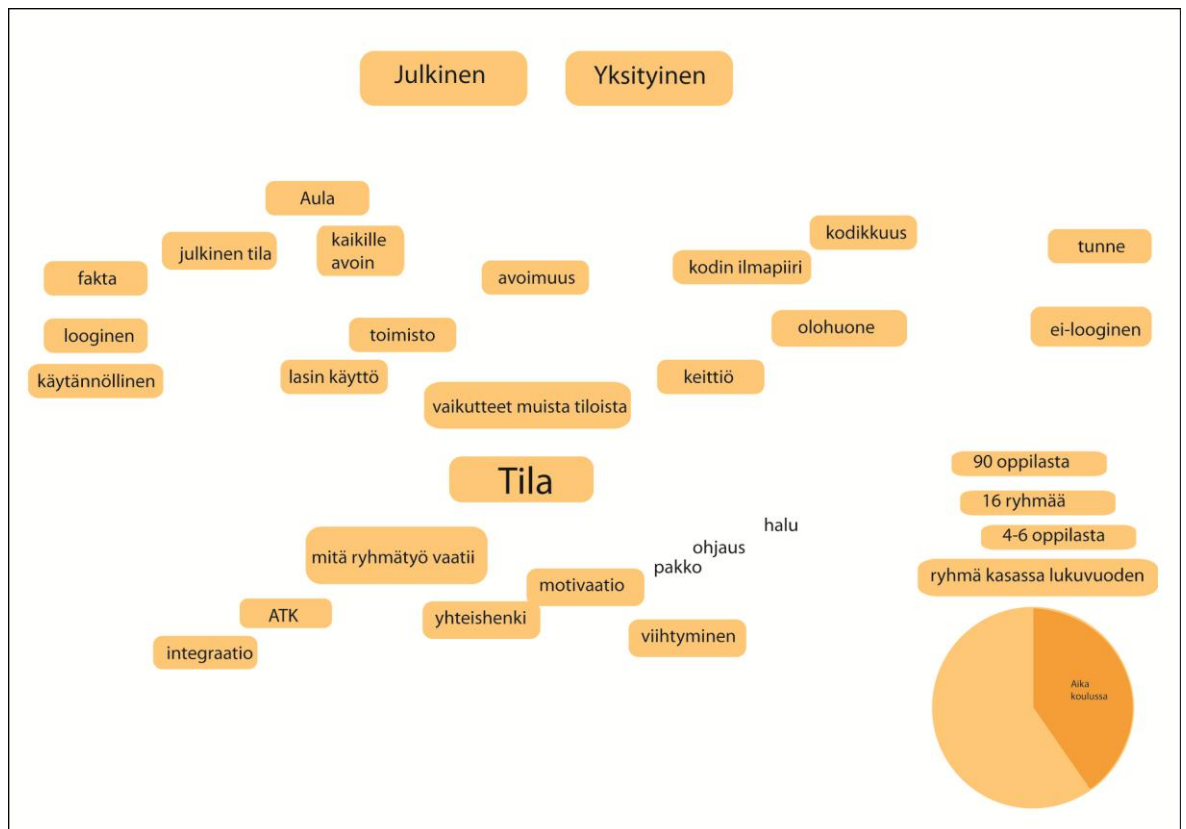 Julkinen
Yksityinen
Aula
julkinen tila
kaikille
avoin
kodikkuus
tunne
fakta
avoimuus
kodin ilmapiiri
looginen
toimisto
olohuone
ei-looginen
käytännöllinen
lasin käyttö
keittiö
vaikutteet muista tiloista
Tila
90 oppilasta
16 ryhmää
4-6 oppilasta
ryhmä kasassa lukuvuoden
halu
ohjaus
pakko
mitä ryhmätyö vaatii
motivaatio
ATK
yhteishenki
viihtyminen
integraatio
Aika
koulussa